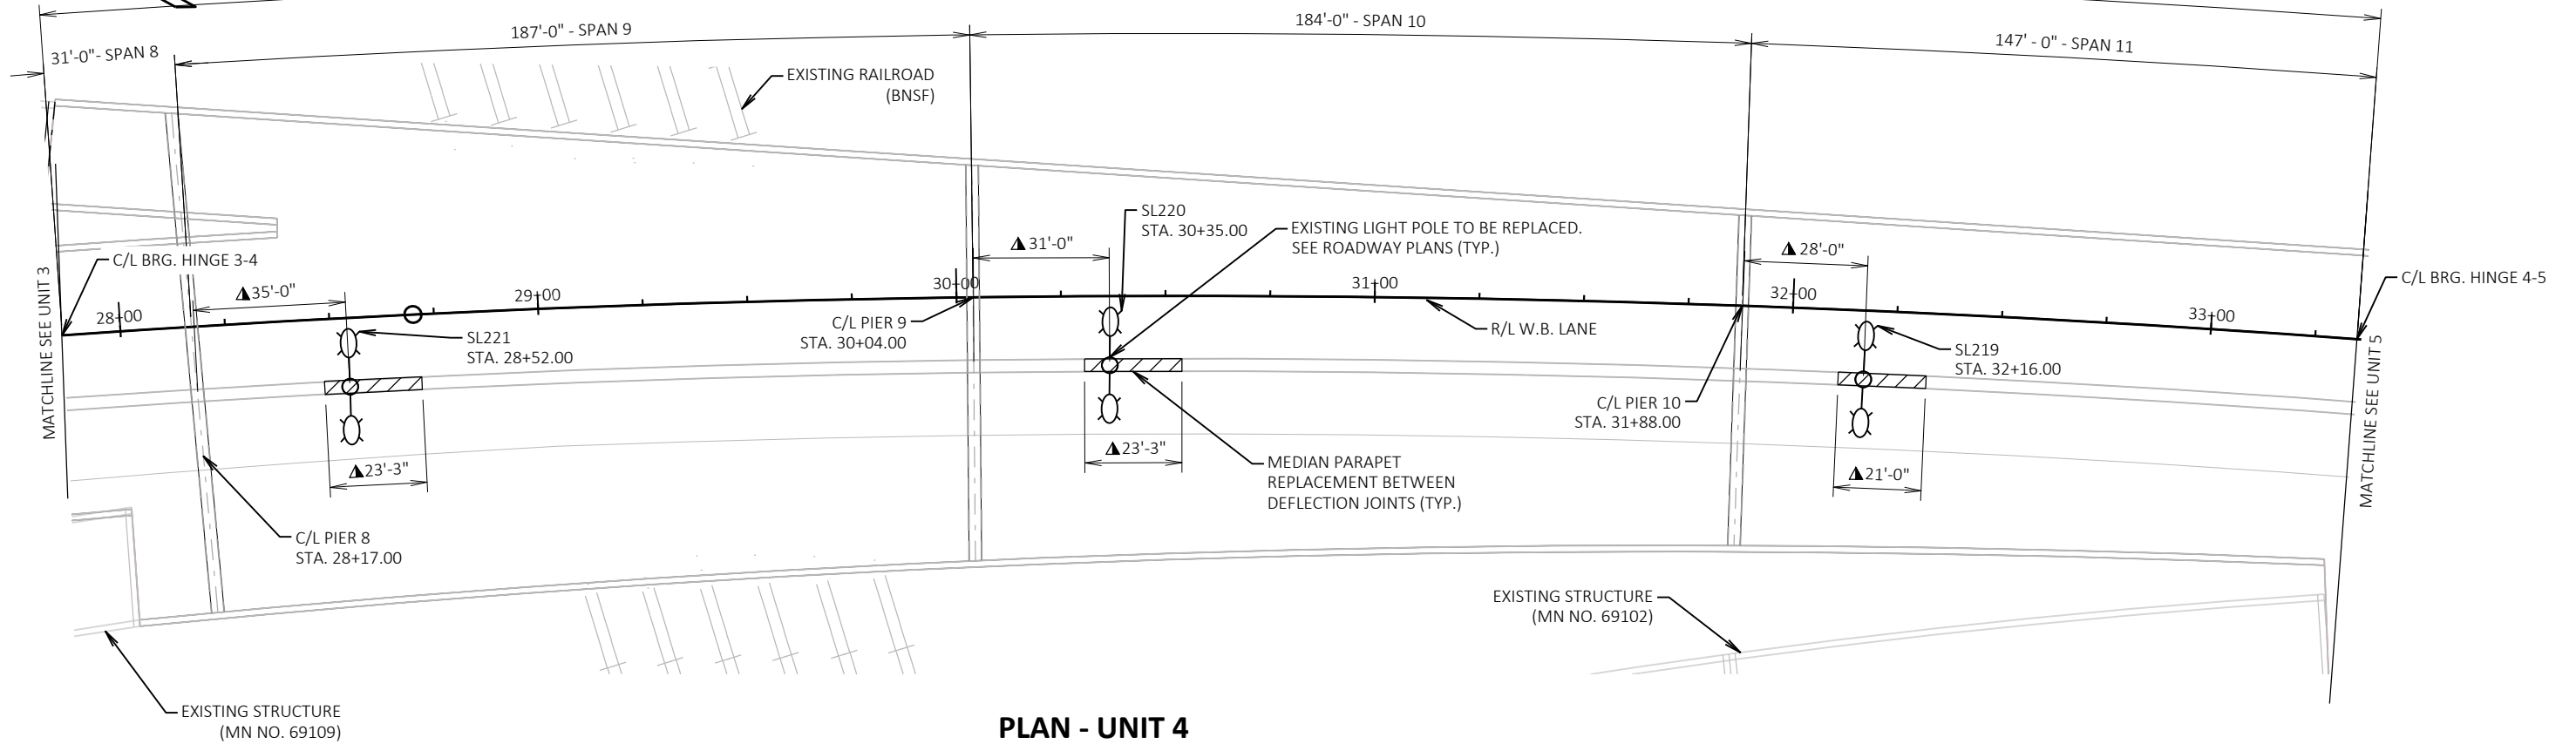 31'-0"- SPAN 8
187'-0" - SPAN 9
184'-0" - SPAN 10
147' - 0" - SPAN 11
EXISTING RAILROAD
(BNSF)
SL220
STA. 30+35.00
EXISTING LIGHT POLE TO BE REPLACED.
SEE ROADWAY PLANS (TYP.)
31'-0"
28'-0"
C/L BRG. HINGE 3-4
C/L BRG. HINGE 4-5
35'-0"
28+00
29+00
30+00
31+00
32+00
33+00
MATCHLINE SEE UNIT 3
SL221
STA. 28+52.00
C/L PIER 9
STA. 30+04.00
R/L W.B. LANE
SL219
STA. 32+16.00
MATCHLINE SEE UNIT 5
C/L PIER 10
STA. 31+88.00
23'-3"
23'-3"
21'-0"
MEDIAN PARAPET
REPLACEMENT BETWEEN
DEFLECTION JOINTS (TYP.)
C/L PIER 8
STA. 28+17.00
EXISTING STRUCTURE
(MN NO. 69102)
EXISTING STRUCTURE
(MN NO. 69109)
PLAN - UNIT 4